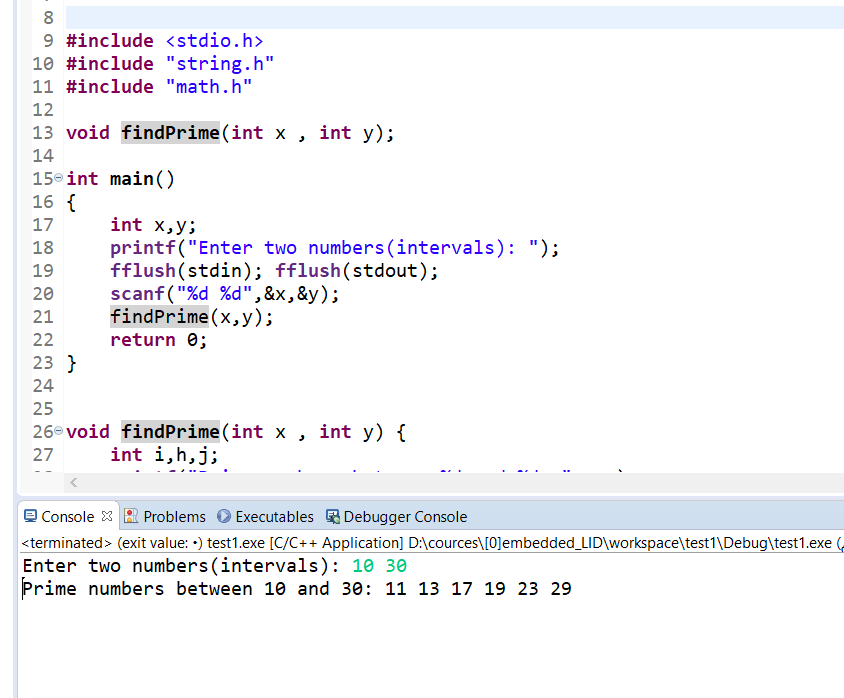 8
9 #include <stdio.h>
10 #include "string.h"
11 #include "math.h"
12
13 void findPrime(int x , int y);
14
15 int main()
16 {
17 int x,y;
18 printf("Enter two numbers(intervals): ");
19 fflush(stdin); fflush(stdout);
20 scanf("%d %d",&x,&y);
21 findPrime(x,y);
22 return 0;
23 }
24
25
26 void findPrime(int x , int y) {
27 int i,h,j;
Console Problems Executables Debugger Console
<terminated> (exit value: ٠) test1.exe [C/C++ Application] D:\cources\[0]embedded_LID\workspace\test1\Debug\test1.exe (
Enter two numbers(intervals): 10 30
Prime numbers between 10 and 30: 11 13 17 19 23 29